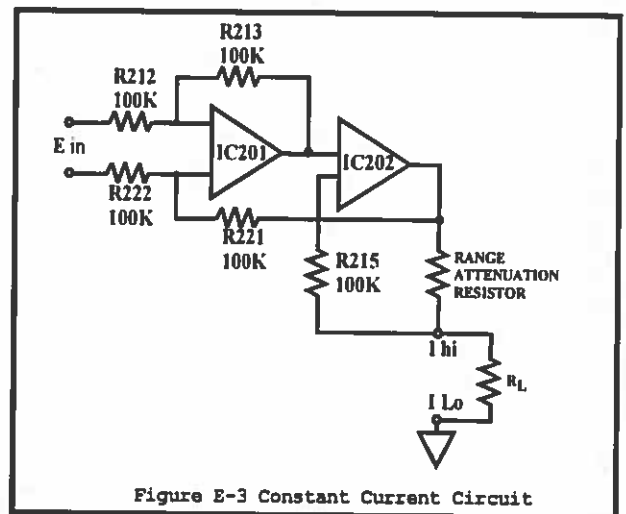 R213
100K
R212
100K
E in
IC201
IC202
R222
100K
R221
100K
R215
100K
RANGE
ATTENUATION
RESISTOR
I hi
RL
I Lo
Figure E-3 Constant Current Circuit